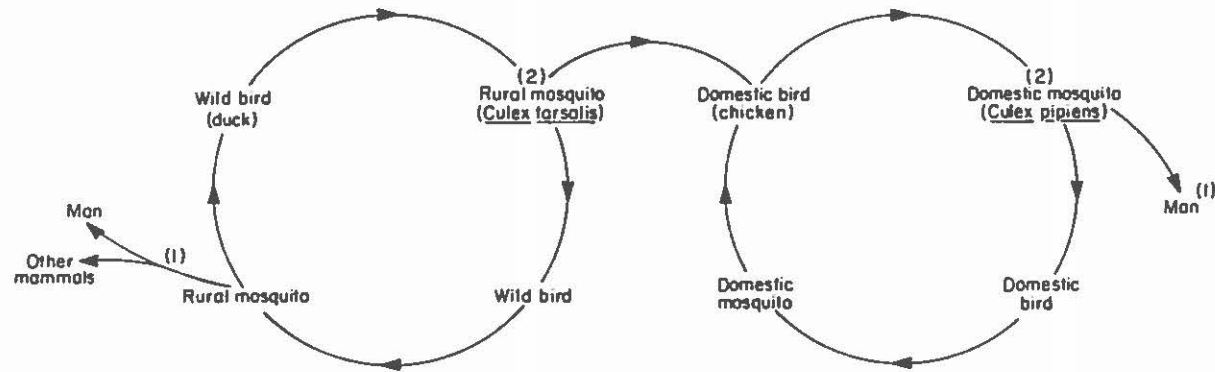 (2)
Wild bird
(duck)
Rural mosquito
(Culex tarsalis)
Domestic bird
(chicken)
(2)
Domestic mosquito
(Culex pipiens)
Man
(1)
Man (1)
Other
mammals
Rural mosquito
Wild bird
Domestic
mosquito
Domestic
bird